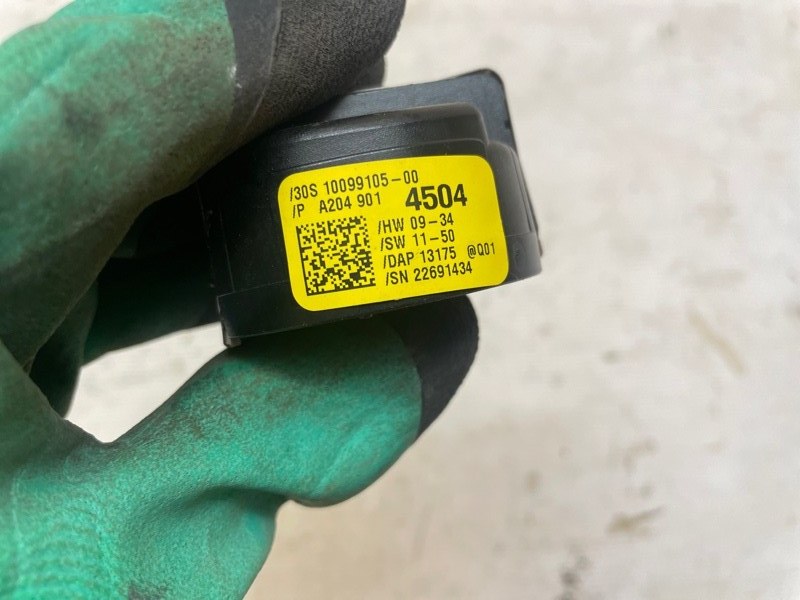 /30S 10099105-00
/P A204 901 4504
/HW 09-34
/SW 11-50
/DAP 13175 @Q01
/SN 22691434